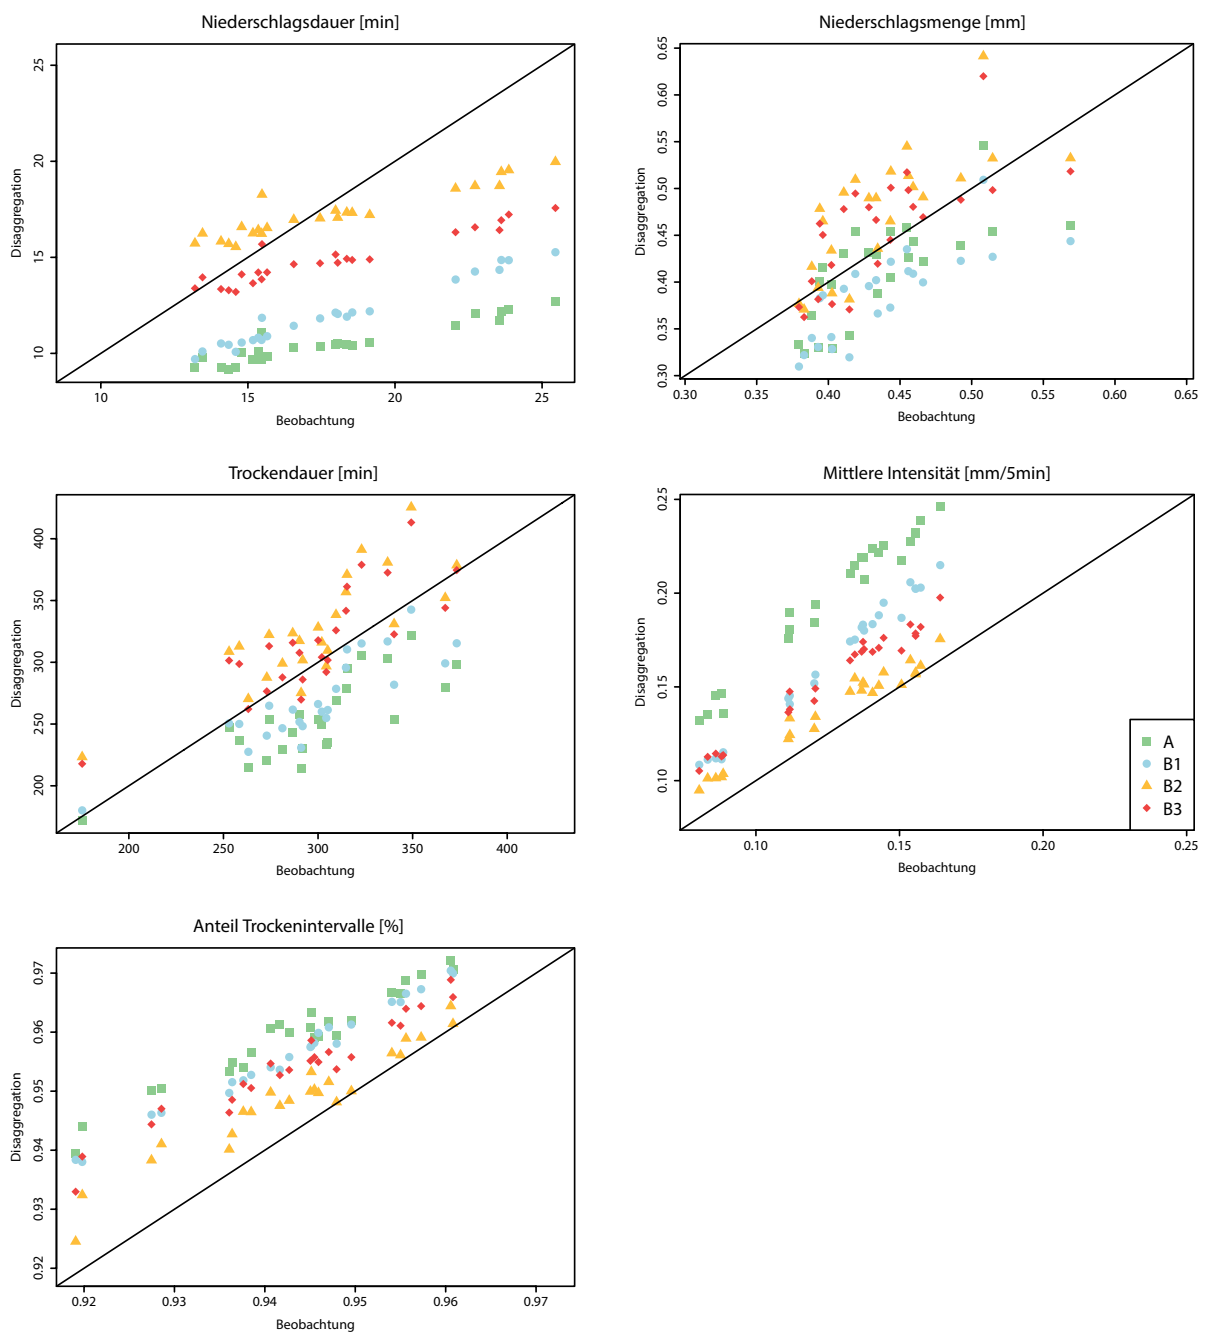 Niederschlagsdauer [min]
Disaggregation
25
20
15
10
10
15
20
25
Beobachtung
Niederschlagsmenge [mm]
Disaggregation
0.65
0.60
0.55
0.50
0.45
0.40
0.35
0.30
0.30
0.35
0.40
0.45
0.50
0.55
0.60
0.65
Beobachtung
Trockendauer [min]
Disaggregation
400
350
300
250
200
200
250
300
350
400
Beobachtung
Mittlere Intensität [mm/5min]
Disaggregation
0.25
0.20
0.15
0.10
0.10
0.15
0.20
0.25
Beobachtung
A
B1
B2
B3
Anteil Trockenintervalle [%]
Disaggregation
0.97
0.96
0.95
0.94
0.93
0.92
0.92
0.93
0.94
0.95
0.96
0.97
Beobachtung